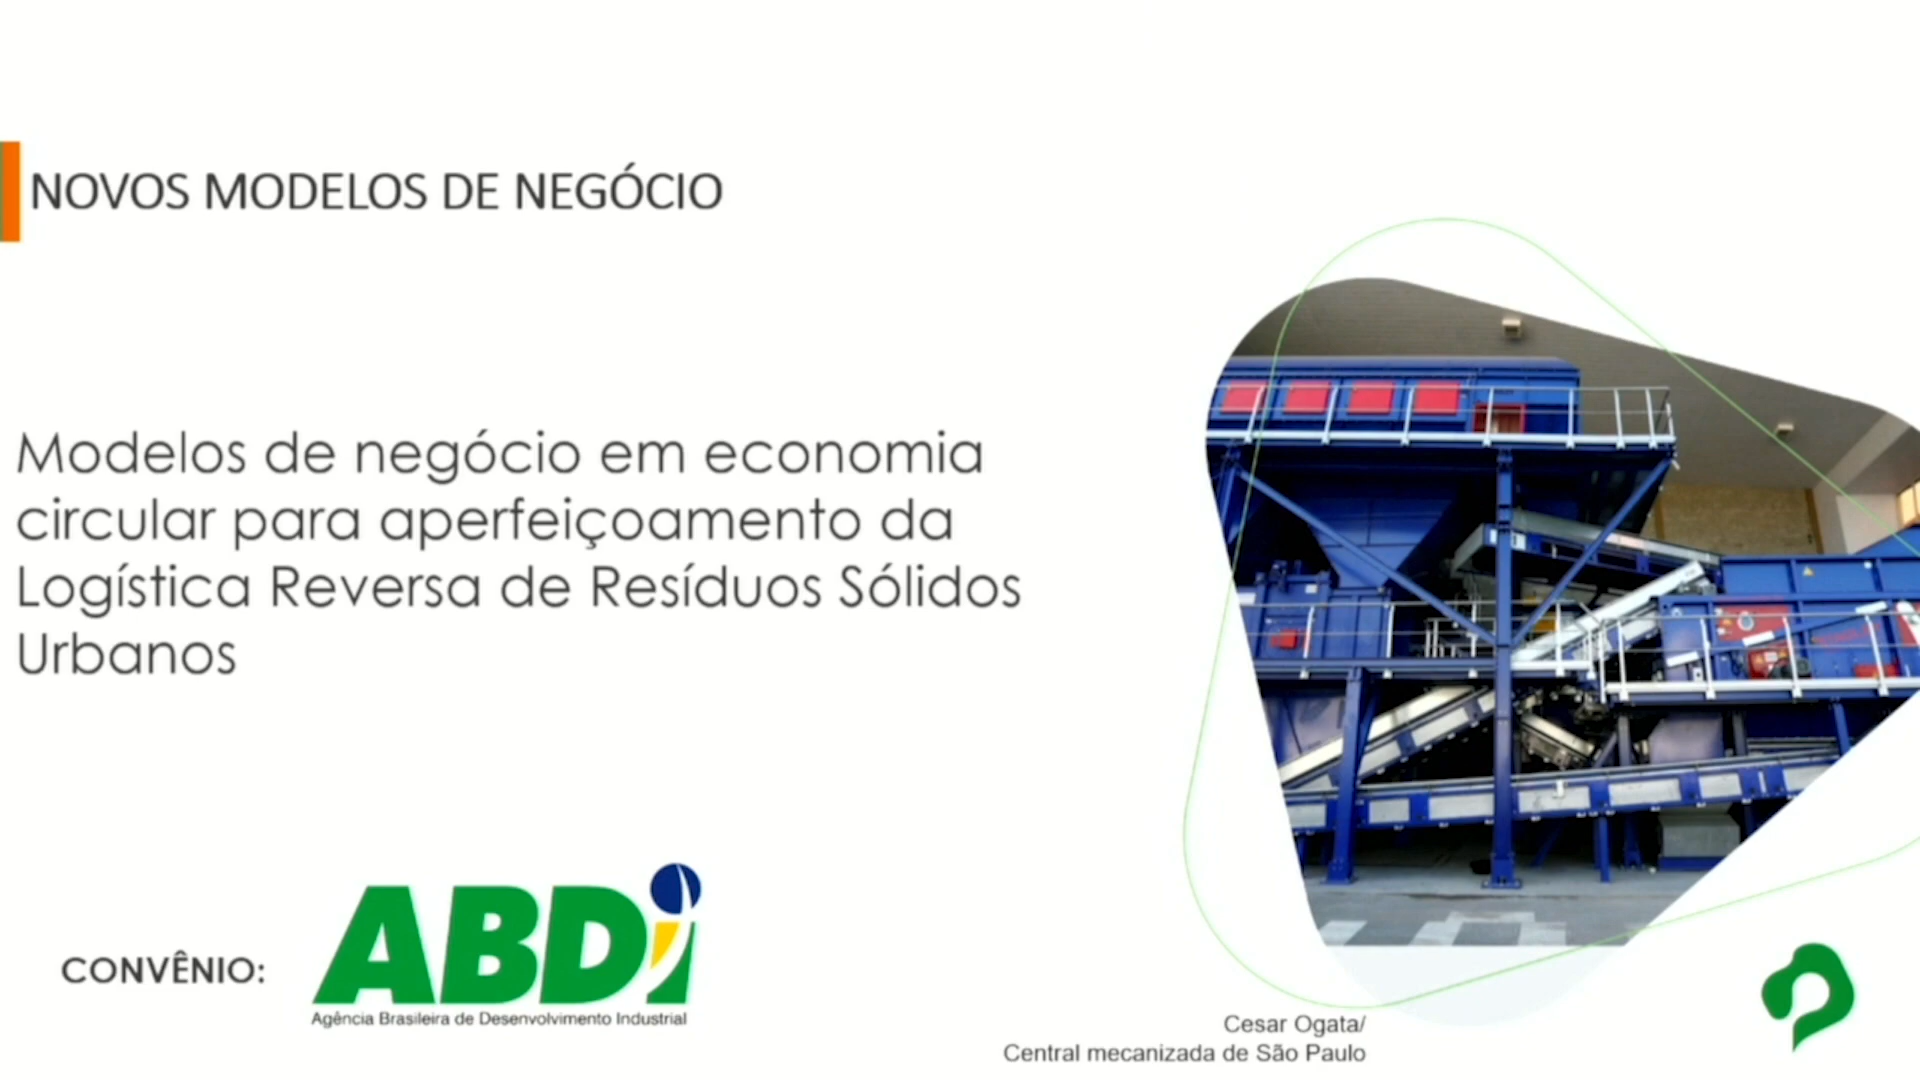 NOVOS MODELOS DE NEGÓCIO
Modelos de negócio em economia
circular para aperfeiçoamento da
Logística Reversa de Resíduos Sólidos
Urbanos
CONVÊNIO:
ABDi
Agência Brasileira de Desenvolvimento Industrial
Cesar Ogata/
Central mecanizada de São Paulo